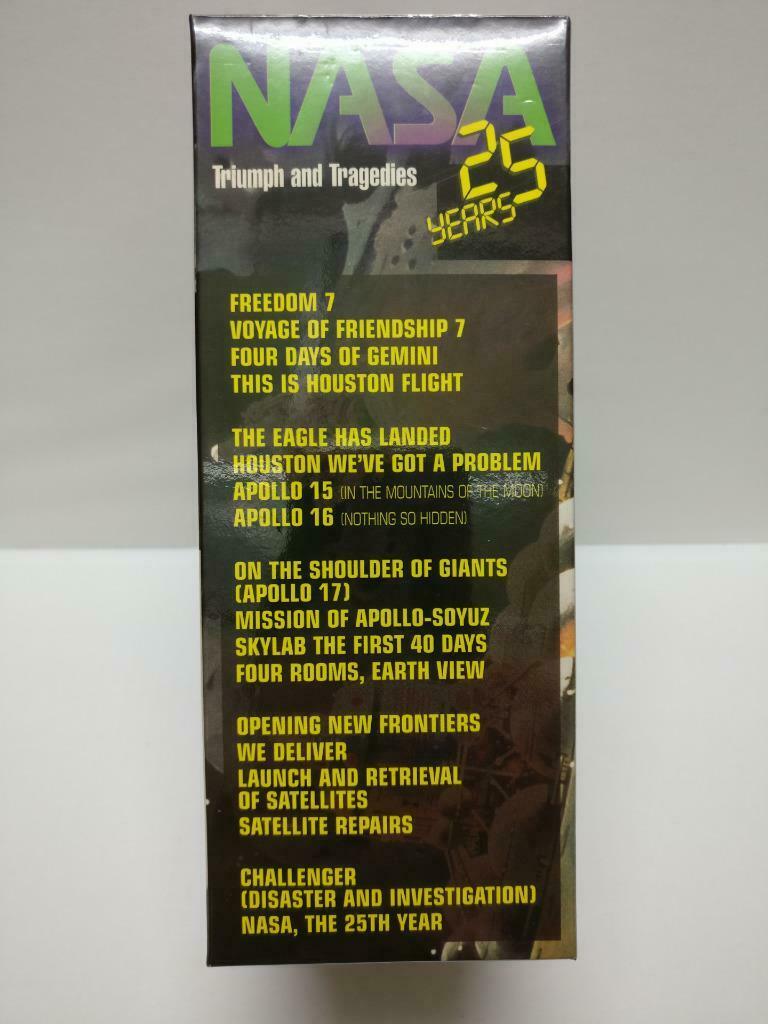 NASA
25
YEARS
Triumph and Tragedies
FREEDOM 7
VOYAGE OF FRIENDSHIP 7
FOUR DAYS OF GEMINI
THIS IS HOUSTON FLIGHT
THE EAGLE HAS LANDED
HOUSTON WE'VE GOT A PROBLEM
APOLLO 15 (IN THE MOUNTAINS OF THE MOON)
APOLLO 16 (NOTHING SO HIDDEN)
ON THE SHOULDER OF GIANTS
(APOLLO 17)
MISSION OF APOLLO-SOYUZ
SKYLAB THE FIRST 40 DAYS
FOUR ROOMS, EARTH VIEW
OPENING NEW FRONTIERS
WE DELIVER
LAUNCH AND RETRIEVAL
OF SATELLITES
SATELLITE REPAIRS
CHALLENGER
(DISASTER AND INVESTIGATION)
NASA, THE 25TH YEAR